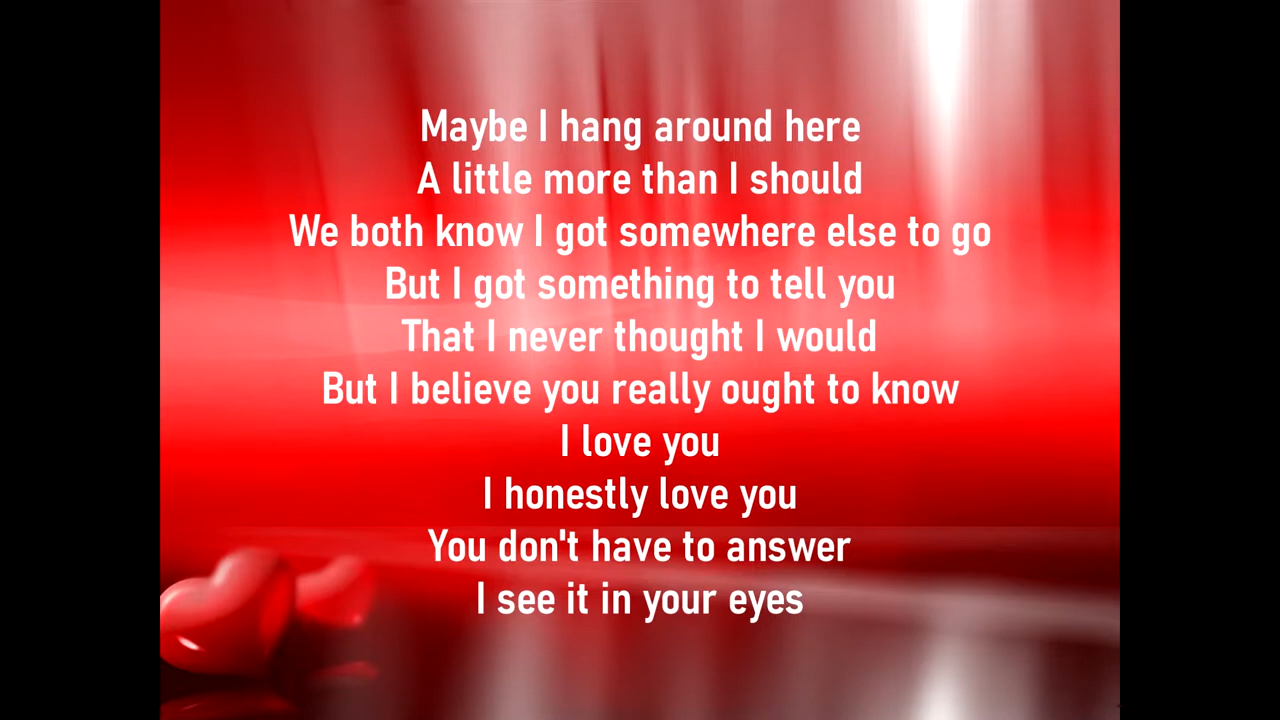 Maybe I hang around here
A little more than I should
We both know I got somewhere else to go
But I got something to tell you
That I never thought I would
But I believe you really ought to know
I love you
I honestly love you
You don't have to answer
I see it in your eyes